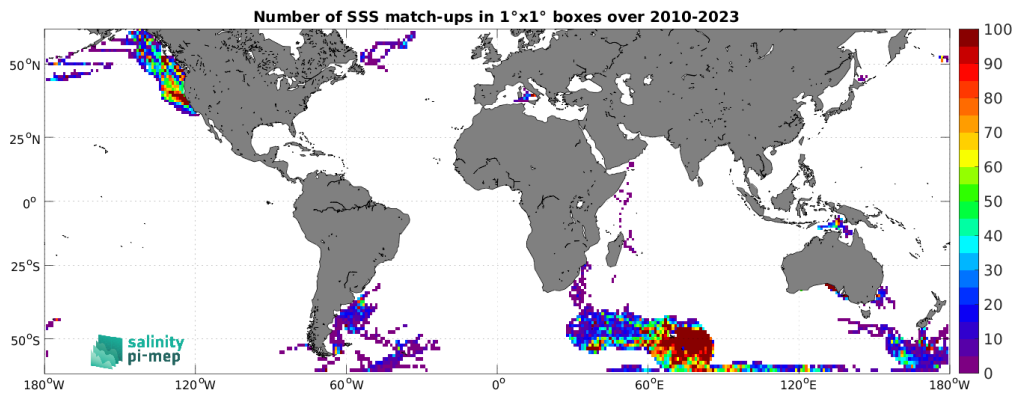 Number of SSS match-ups in 1°x1° boxes over 2010-2023
50°N
25°N
0°
25°S
50°S
180°W
120°W
60°W
0°
60°E
120°E
180°W
100
90
80
70
60
50
40
30
20
10
0
salinity
pi-mep